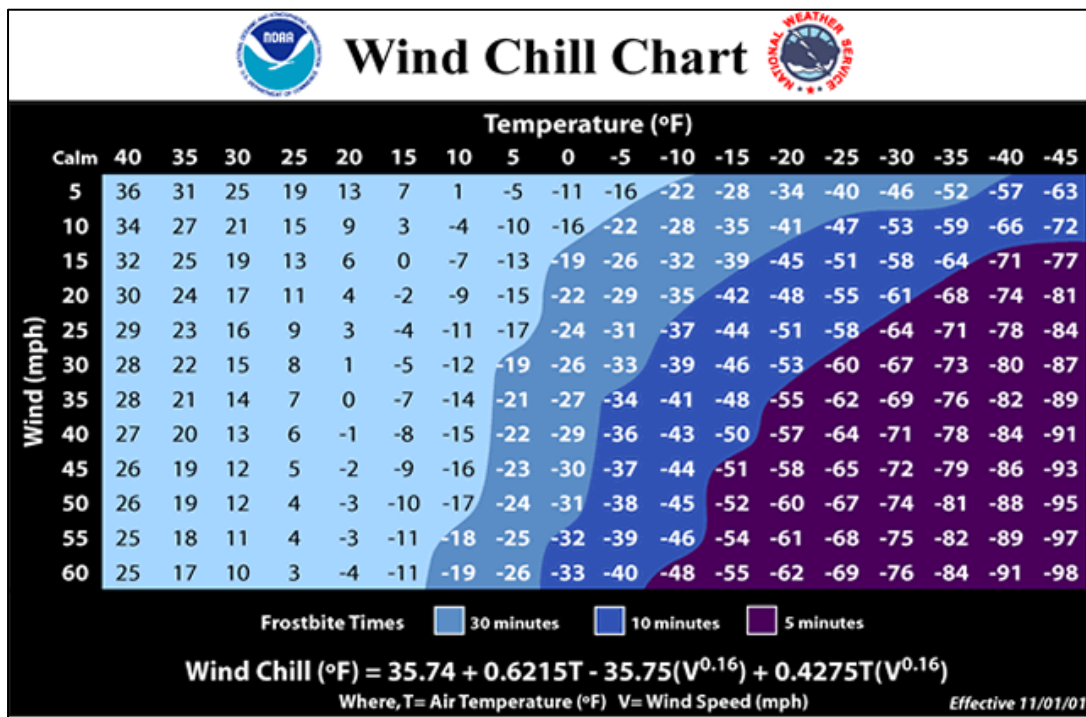 NOAA
NATIONAL OCEANIC AND ATMOSPHERIC ADMINISTRATION
U.S. DEPARTMENT OF COMMERCE
Wind Chill Chart
NATIONAL WEATHER SERVICE
Temperature (°F)
Calm 40 35 30 25 20 15 10 5 0 -5 -10 -15 -20 -25 -30 -35 -40 -45
Wind (mph)
5 36 31 25 19 13 7 1 -5 -11 -16 -22 -28 -34 -40 -46 -52 -57 -63
10 34 27 21 15 9 3 -4 -10 -16 -22 -28 -35 -41 -47 -53 -59 -66 -72
15 32 25 19 13 6 0 -7 -13 -19 -26 -32 -39 -45 -51 -58 -64 -71 -77
20 30 24 17 11 4 -2 -9 -15 -22 -29 -35 -42 -48 -55 -61 -68 -74 -81
25 29 23 16 9 3 -4 -11 -17 -24 -31 -37 -44 -51 -58 -64 -71 -78 -84
30 28 22 15 8 1 -5 -12 -19 -26 -33 -39 -46 -53 -60 -67 -73 -80 -87
35 28 21 14 7 0 -7 -14 -21 -27 -34 -41 -48 -55 -62 -69 -76 -82 -89
40 27 20 13 6 -1 -8 -15 -22 -29 -36 -43 -50 -57 -64 -71 -78 -84 -91
45 26 19 12 5 -2 -9 -16 -23 -30 -37 -44 -51 -58 -65 -72 -79 -86 -93
50 26 19 12 4 -3 -10 -17 -24 -31 -38 -45 -52 -60 -67 -74 -81 -88 -95
55 25 18 11 4 -3 -11 -18 -25 -32 -39 -46 -54 -61 -68 -75 -82 -89 -97
60 25 17 10 3 -4 -11 -19 -26 -33 -40 -48 -55 -62 -69 -76 -84 -91 -98
Frostbite Times 30 minutes 10 minutes 5 minutes
Wind Chill (°F) = 35.74 + 0.6215T - 35.75(V^0.16) + 0.4275T(V^0.16)
Where, T= Air Temperature (°F) V= Wind Speed (mph)
Effective 11/01/01